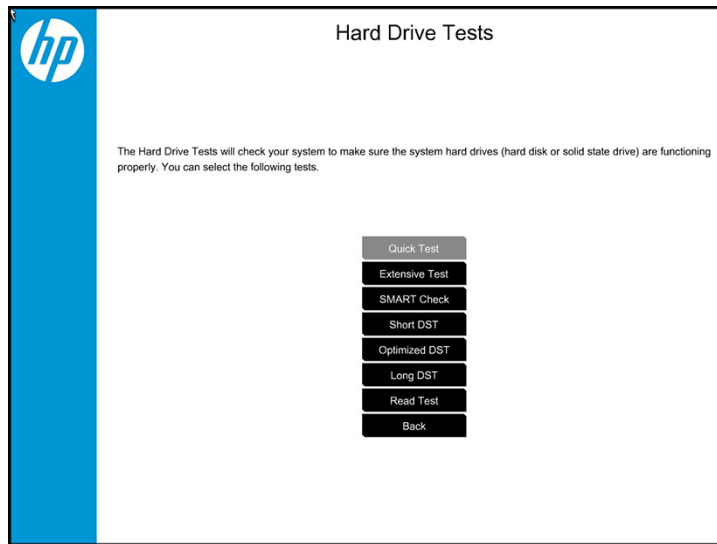 hp
Hard Drive Tests
The Hard Drive Tests will check your system to make sure the system hard drives (hard disk or solid state drive) are functioning
properly. You can select the following tests.
Quick Test
Extensive Test
SMART Check
Short DST
Optimized DST
Long DST
Read Test
Back